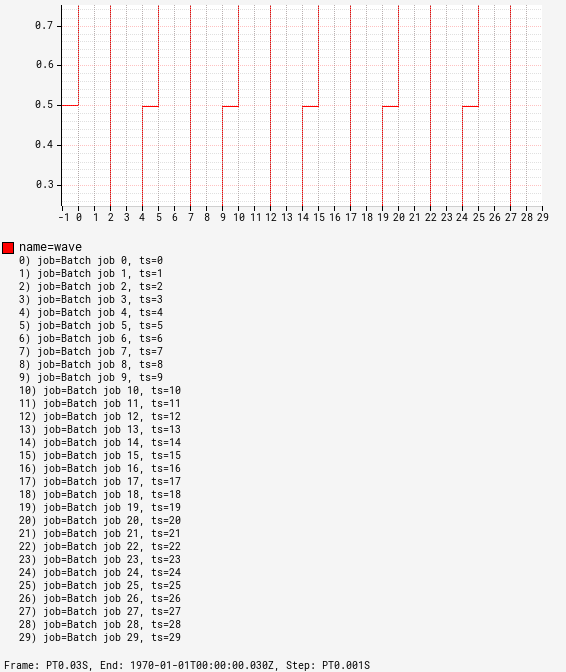 0.7
0.6
0.5
0.4
0.3
-1 0 1 2 3 4 5 6 7 8 9 10 11 12 13 14 15 16 17 18 19 20 21 22 23 24 25 26 27 28 29
name=wave
0) job=Batch job 0, ts=0
1) job=Batch job 1, ts=1
2) job=Batch job 2, ts=2
3) job=Batch job 3, ts=3
4) job=Batch job 4, ts=4
5) job=Batch job 5, ts=5
6) job=Batch job 6, ts=6
7) job=Batch job 7, ts=7
8) job=Batch job 8, ts=8
9) job=Batch job 9, ts=9
10) job=Batch job 10, ts=10
11) job=Batch job 11, ts=11
12) job=Batch job 12, ts=12
13) job=Batch job 13, ts=13
14) job=Batch job 14, ts=14
15) job=Batch job 15, ts=15
16) job=Batch job 16, ts=16
17) job=Batch job 17, ts=17
18) job=Batch job 18, ts=18
19) job=Batch job 19, ts=19
20) job=Batch job 20, ts=20
21) job=Batch job 21, ts=21
22) job=Batch job 22, ts=22
23) job=Batch job 23, ts=23
24) job=Batch job 24, ts=24
25) job=Batch job 25, ts=25
26) job=Batch job 26, ts=26
27) job=Batch job 27, ts=27
28) job=Batch job 28, ts=28
29) job=Batch job 29, ts=29
Frame: PT0.03S, End: 1970-01-01T00:00:00.030Z, Step: PT0.001S